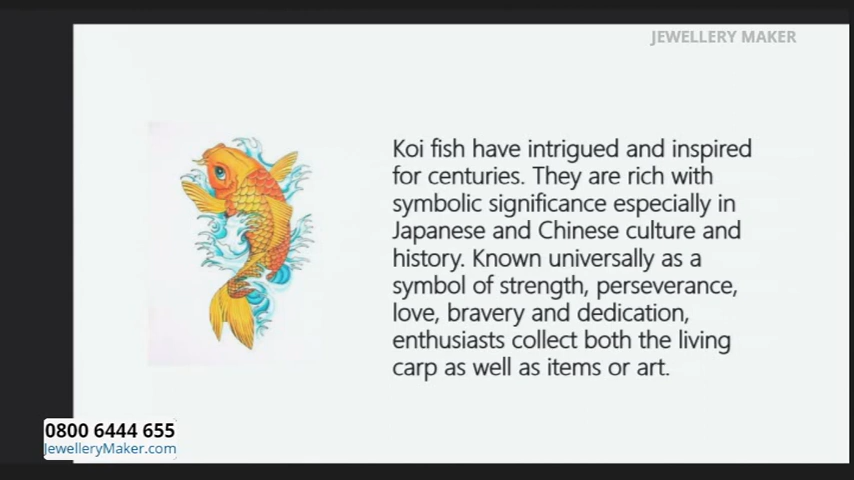 JEWELLERY MAKER
Koi fish have intrigued and inspired
for centuries. They are rich with
symbolic significance especially in
Japanese and Chinese culture and
history. Known universally as a
symbol of strength, perseverance,
love, bravery and dedication,
enthusiasts collect both the living
carp as well as items or art.
0800 6444 655
JewelleryMaker.com